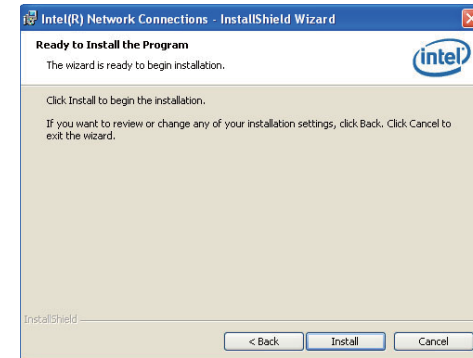 Intel(R) Network Connections - InstallShield Wizard
Ready to Install the Program
The wizard is ready to begin installation.
intel
Click Install to begin the installation.
If you want to review or change any of your installation settings, click Back. Click Cancel to
exit the wizard.
InstallShield
< Back Install Cancel